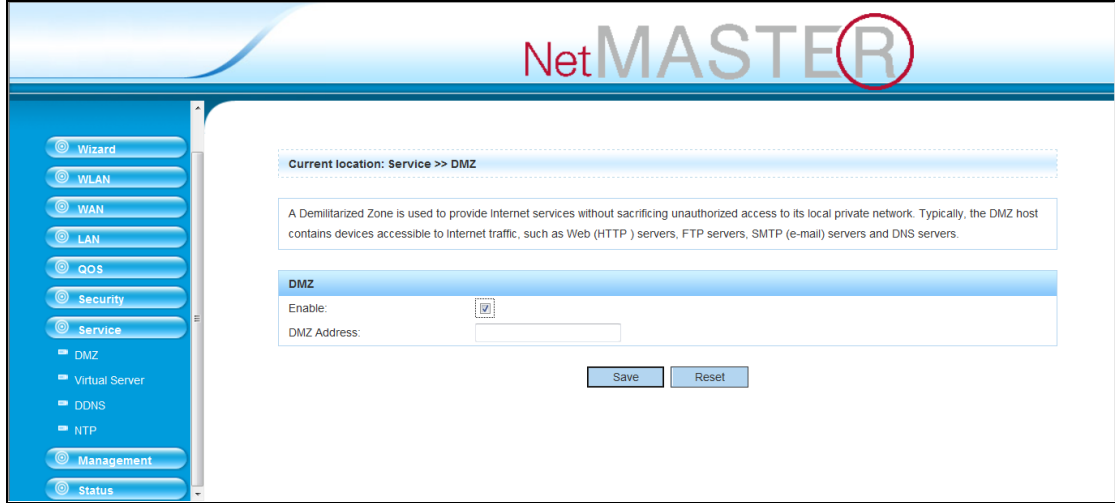 NetMASTER
Wizard
WLAN
WAN
LAN
QOS
Security
Service
DMZ
Virtual Server
DDNS
NTP
Management
Status
Current location: Service >> DMZ
A Demilitarized Zone is used to provide Internet services without sacrificing unauthorized access to its local private network. Typically, the DMZ host
contains devices accessible to Internet traffic, such as Web (HTTP ) servers, FTP servers, SMTP (e-mail) servers and DNS servers.
DMZ
Enable:
DMZ Address:
Save Reset